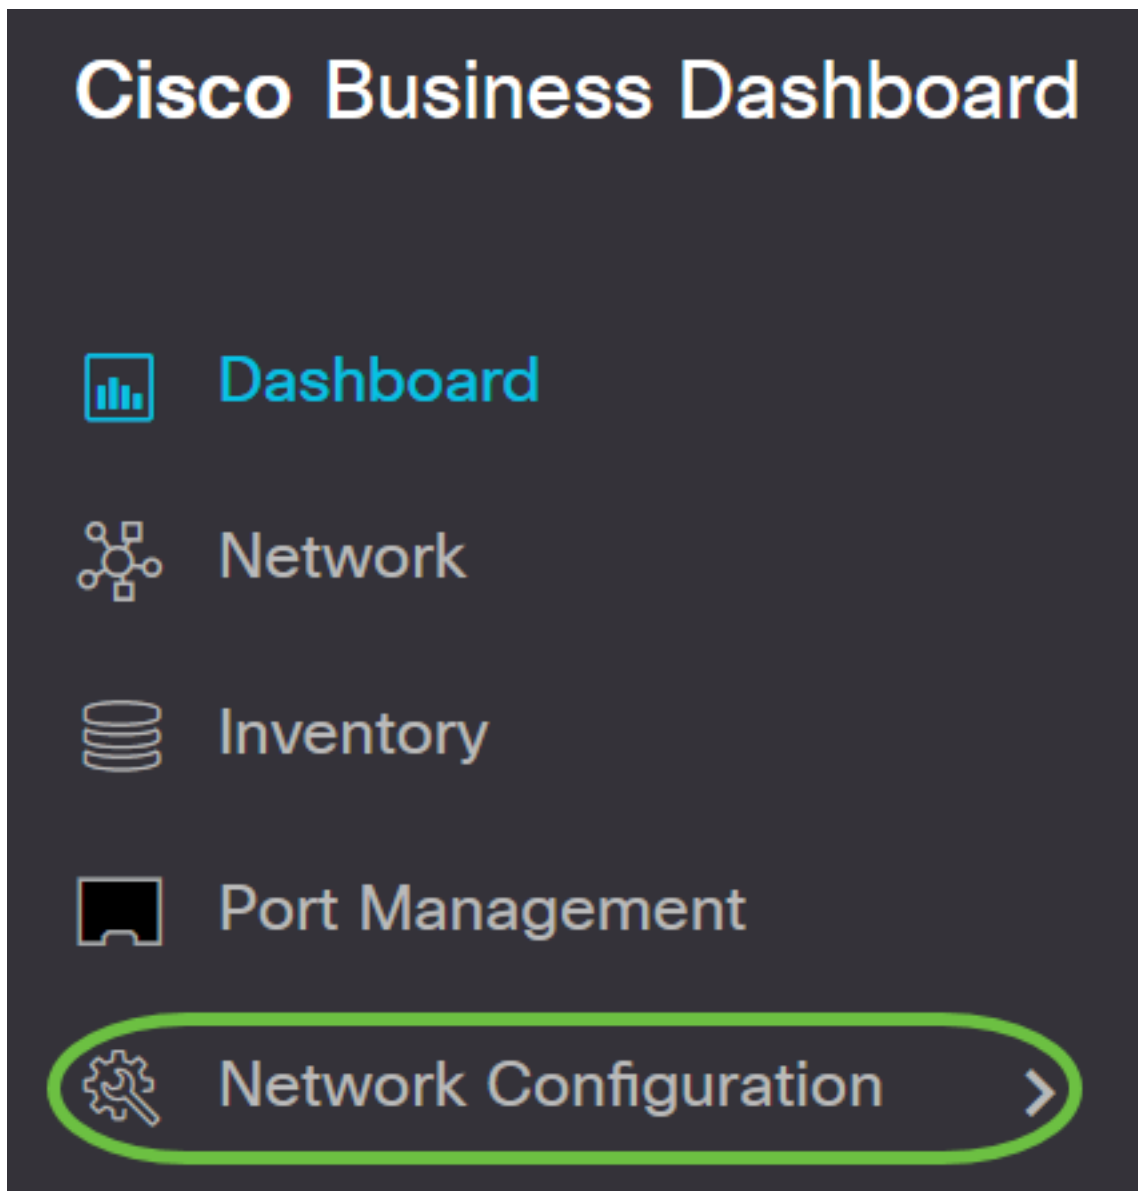 Cisco Business Dashboard
Dashboard
Network
Inventory
Port Management
Network Configuration